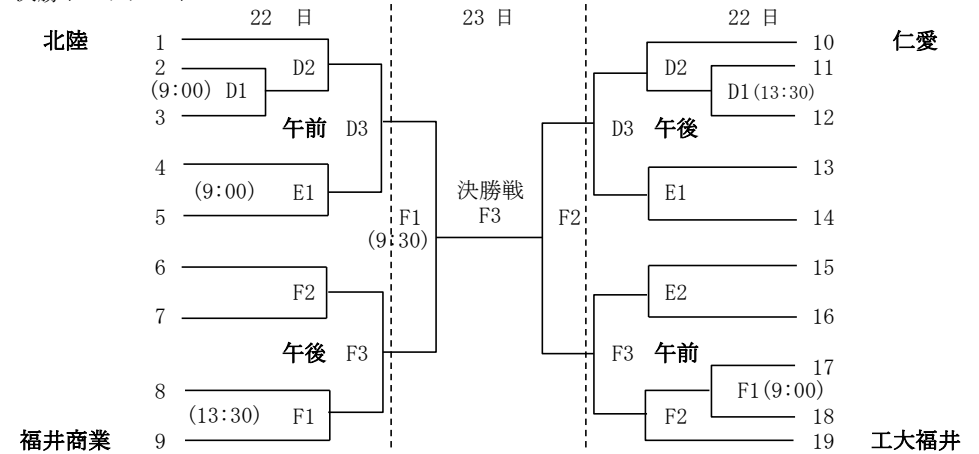 22 日 23 日 22 日
北陸 1 10 仁愛
2 D2 D2 11
(9:00) D1 D1(13:30)
3 12
午前 D3 D3 午後
4 13
(9:00) E1 決勝戦 E1
5 F1 F3 F2 14
(9:30)
6 15
F2 E2
7 16
午後 F3 F3 午前
17
8 F1(9:00)
(13:30) F1 F2 18
福井商業 9 19 工大福井